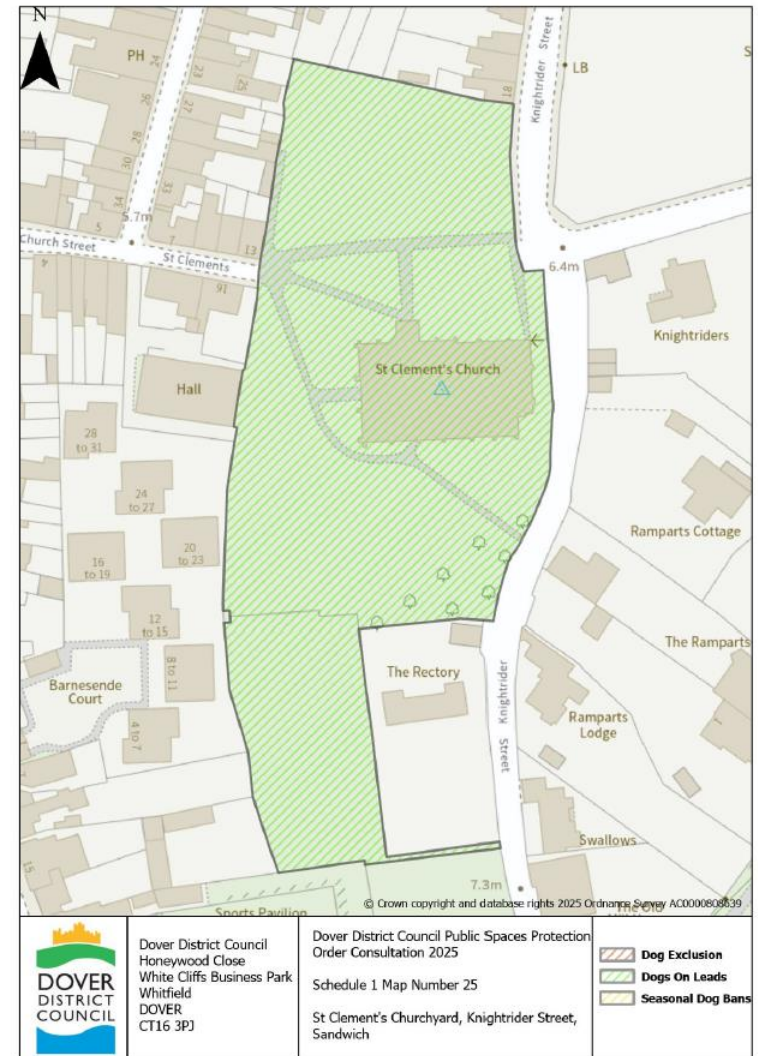 N
PH
24
26
28
30
34
23
25
27
33
5.7m
5
7
13
4
16
Church Street
St Clements
18
Knightrider Street
LB
S
6.4m
Knightriders
St Clement's Church
Hall
28
to 31
24
to 27
20
to 23
16
to 19
12
to 15
8 to 11
4 to 7
Barnesende
Court
Ramparts Cottage
The Ramparts
The Rectory
Knightrider
Street
Ramparts
Lodge
Swallows
15
7.3m
Sports Pavilion
The Old
© Crown copyright and database rights 2025 Ordnance Survey AC0000808639
DOVER
DISTRICT
COUNCIL
Dover District Council
Honeywood Close
White Cliffs Business Park
Whitfield
DOVER
CT16 3PJ
Dover District Council Public Spaces Protection
Order Consultation 2025
Schedule 1 Map Number 25
St Clement's Churchyard, Knightrider Street,
Sandwich
Dog Exclusion
Dogs On Leads
Seasonal Dog Bans